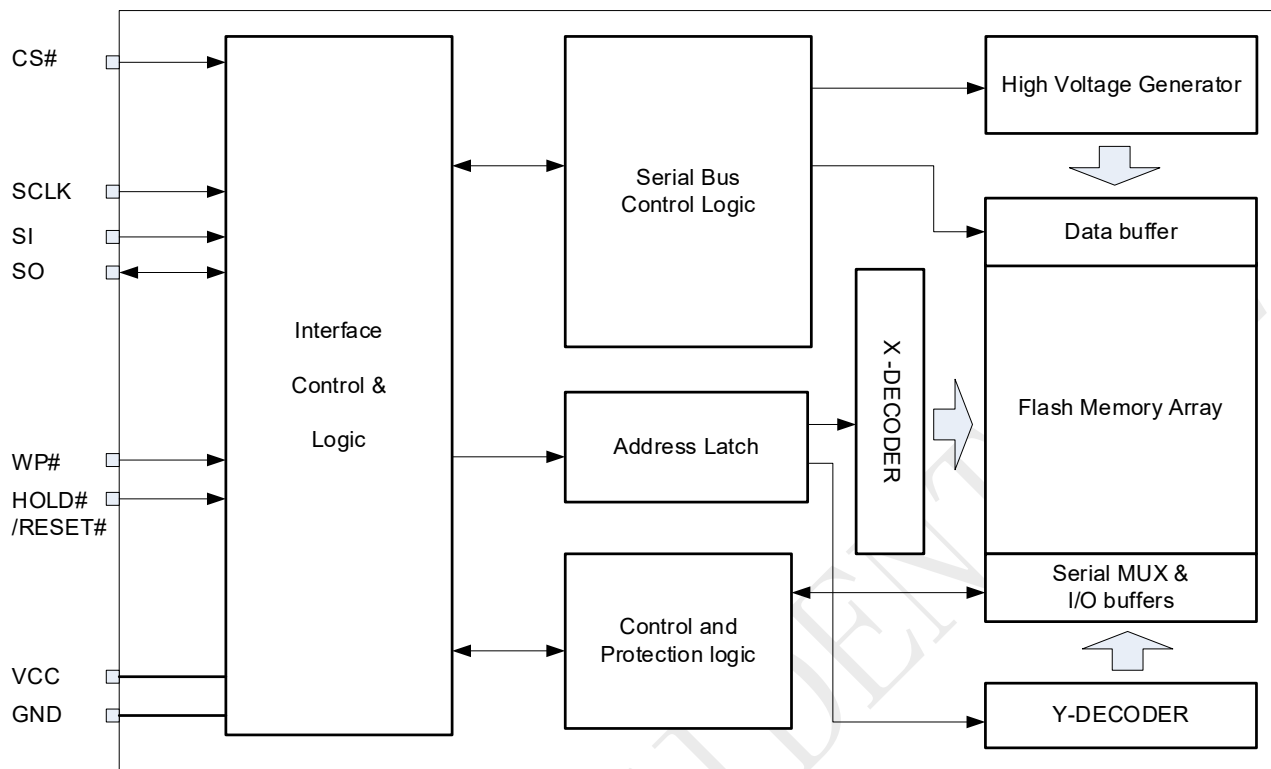 CS#
SCLK
SI
SO
WP#
HOLD#
/RESET#
VCC
GND
Interface
Control &
Logic
Serial Bus
Control Logic
Address Latch
Control and
Protection logic
X-DECODER
High Voltage Generator
Data buffer
Flash Memory Array
Serial MUX &
I/O buffers
Y-DECODER